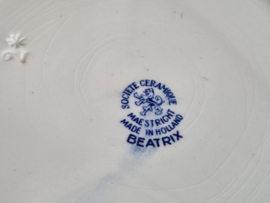 SOCIETE CERAMIQUE
MAESTRICHT
MADE IN HOLLAND
BEATRIX